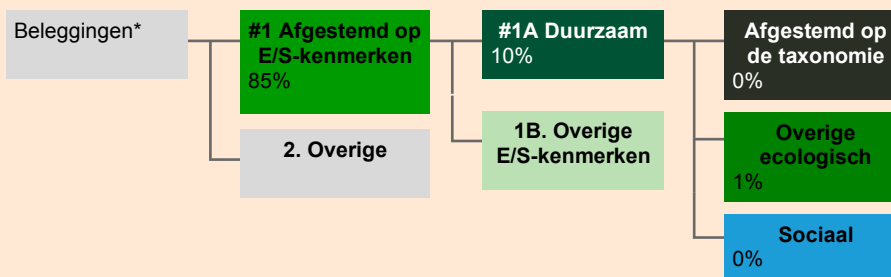 Beleggingen*
#1 Afgestemd op
E/S-kenmerken
85%
2. Overige
#1A Duurzaam
10%
1B. Overige
E/S-kenmerken
Afgestemd op
de taxonomie
0%
Overige
ecologisch
1%
Sociaal
0%